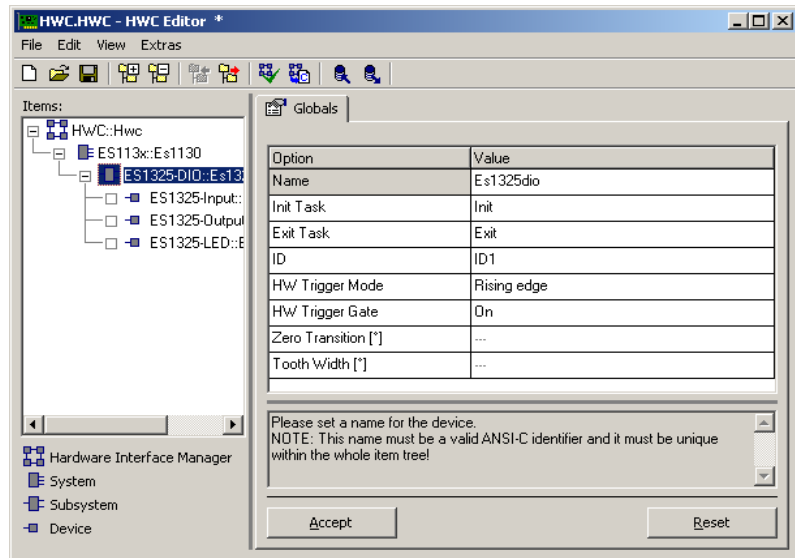 HWC.HWC - HWC Editor *
File Edit View Extras
Items:
HWC::Hwc
ES113x::Es1130
ES1325-DIO::Es13
ES1325-Input::
ES1325-Output
ES1325-LED::E
Hardware Interface Manager
System
Subsystem
Device
Globals
Option Value
Name Es1325dio
Init Task Init
Exit Task Exit
ID ID1
HW Trigger Mode Rising edge
HW Trigger Gate On
Zero Transition [°] ---
Tooth Width [°] ---
Please set a name for the device.
NOTE: This name must be a valid ANSI-C identifier and it must be unique
within the whole item tree!
Accept Reset